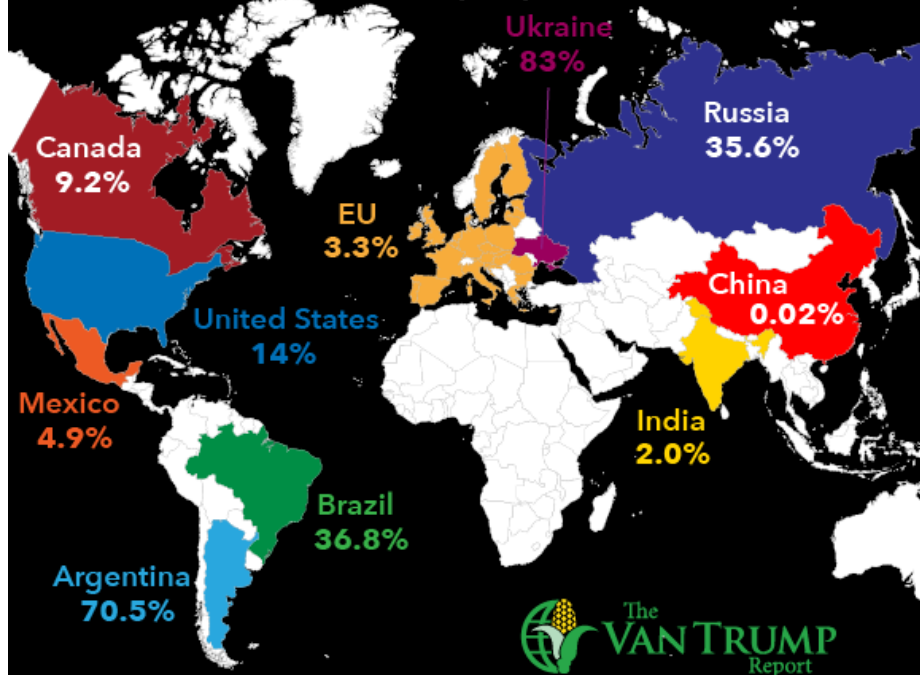 Ukraine
83%
Russia
35.6%
Canada
9.2%
EU
3.3%
China
0.02%
United States
14%
Mexico
4.9%
India
2.0%
Brazil
36.8%
Argentina
70.5%
The
VAN TRUMP
Report